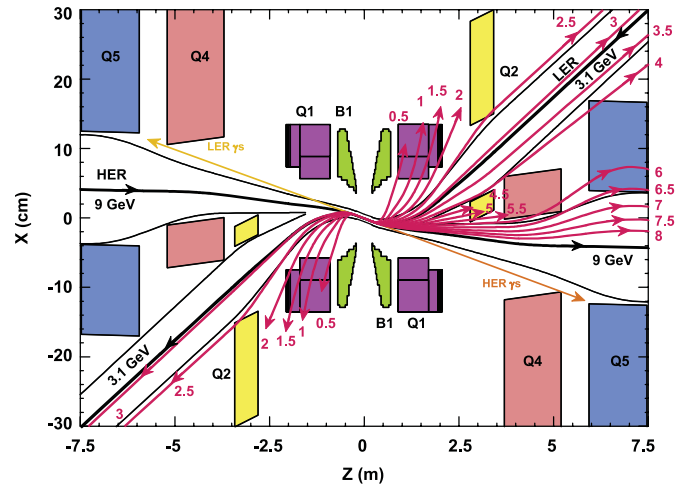 30
20
10
0
-10
-20
-30
X (cm)
-7.5
-5
-2.5
0
2.5
5
7.5
Z (m)
Q5
Q4
Q1
B1
Q2
LER γs
HER
9 GeV
0.5
1
1.5
2
2.5
3
3.5
4
LER
3.1 GeV
4.5
5
5.5
6
6.5
7
7.5
8
9 GeV
HER γs
0.5
1
1.5
2
2.5
3
3.1 GeV
Q2
B1
Q1
Q4
Q5